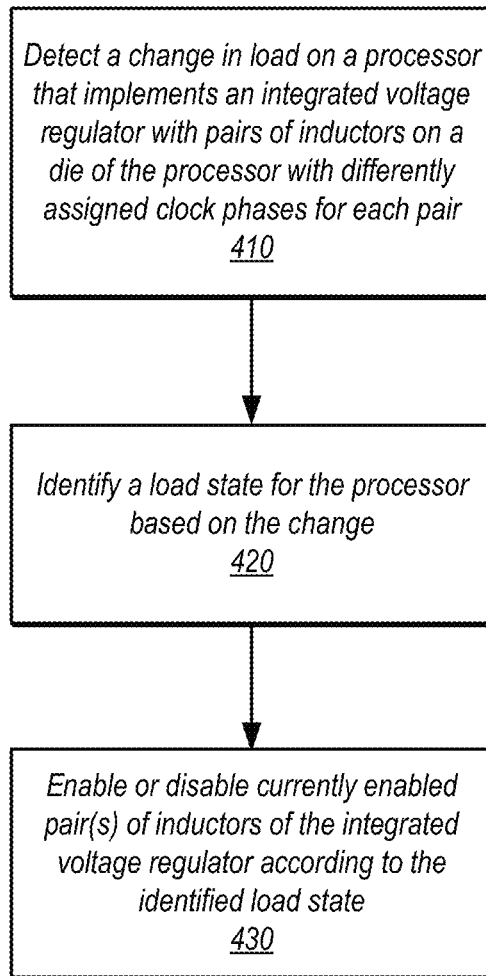 Detect a change in load on a processor
that implements an integrated voltage
regulator with pairs of inductors on a
die of the processor with differently
assigned clock phases for each pair
410
Identify a load state for the processor
based on the change
420
Enable or disable currently enabled
pair(s) of inductors of the integrated
voltage regulator according to the
identified load state
430